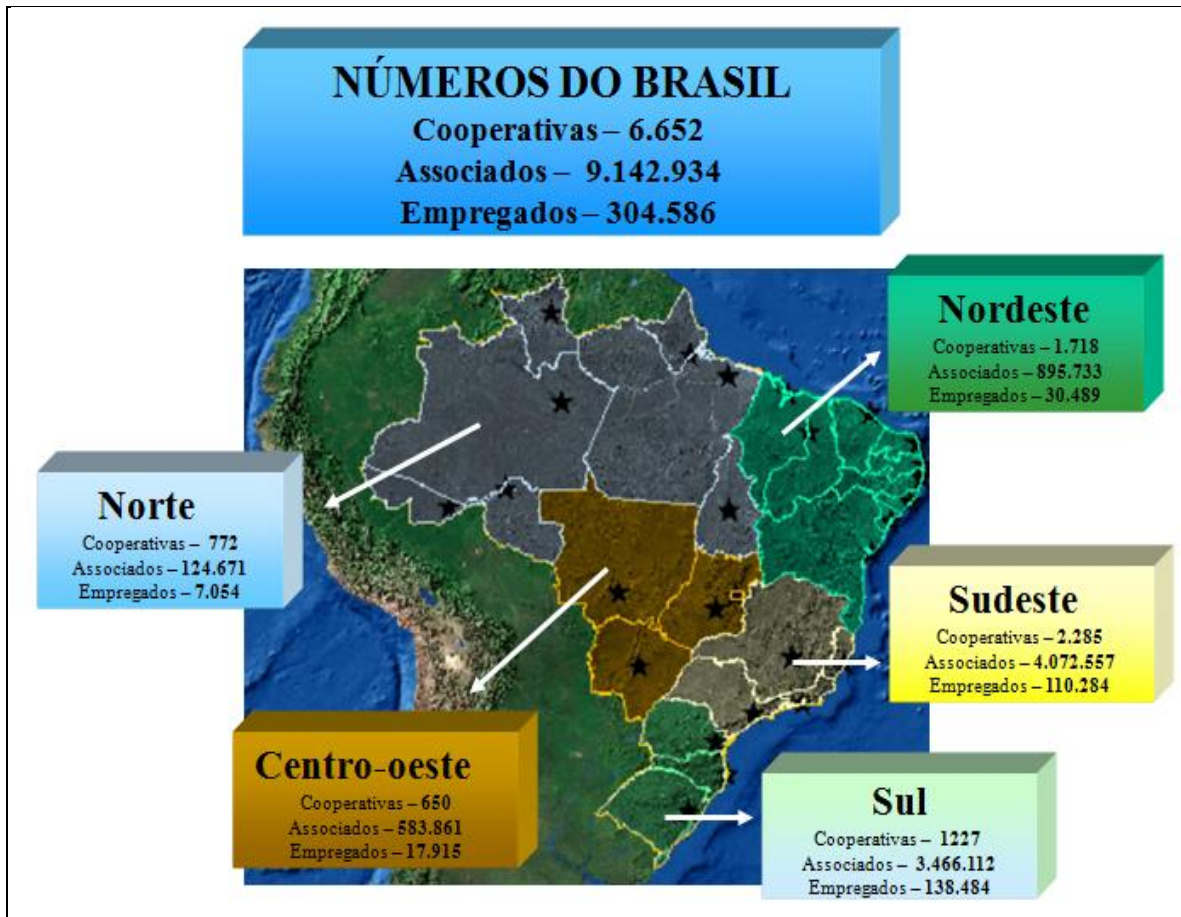 NÚMEROS DO BRASIL
Cooperativas – 6.652
Associados – 9.142.934
Empregados – 304.586
Nordeste
Cooperativas – 1.718
Associados – 895.733
Empregados – 30.489
Norte
Cooperativas – 772
Associados – 124.671
Empregados – 7.054
Sudeste
Cooperativas – 2.285
Associados – 4.072.557
Empregados – 110.284
Centro-oeste
Cooperativas – 650
Associados – 583.861
Empregados – 17.915
Sul
Cooperativas – 1227
Associados – 3.466.112
Empregados – 138.484